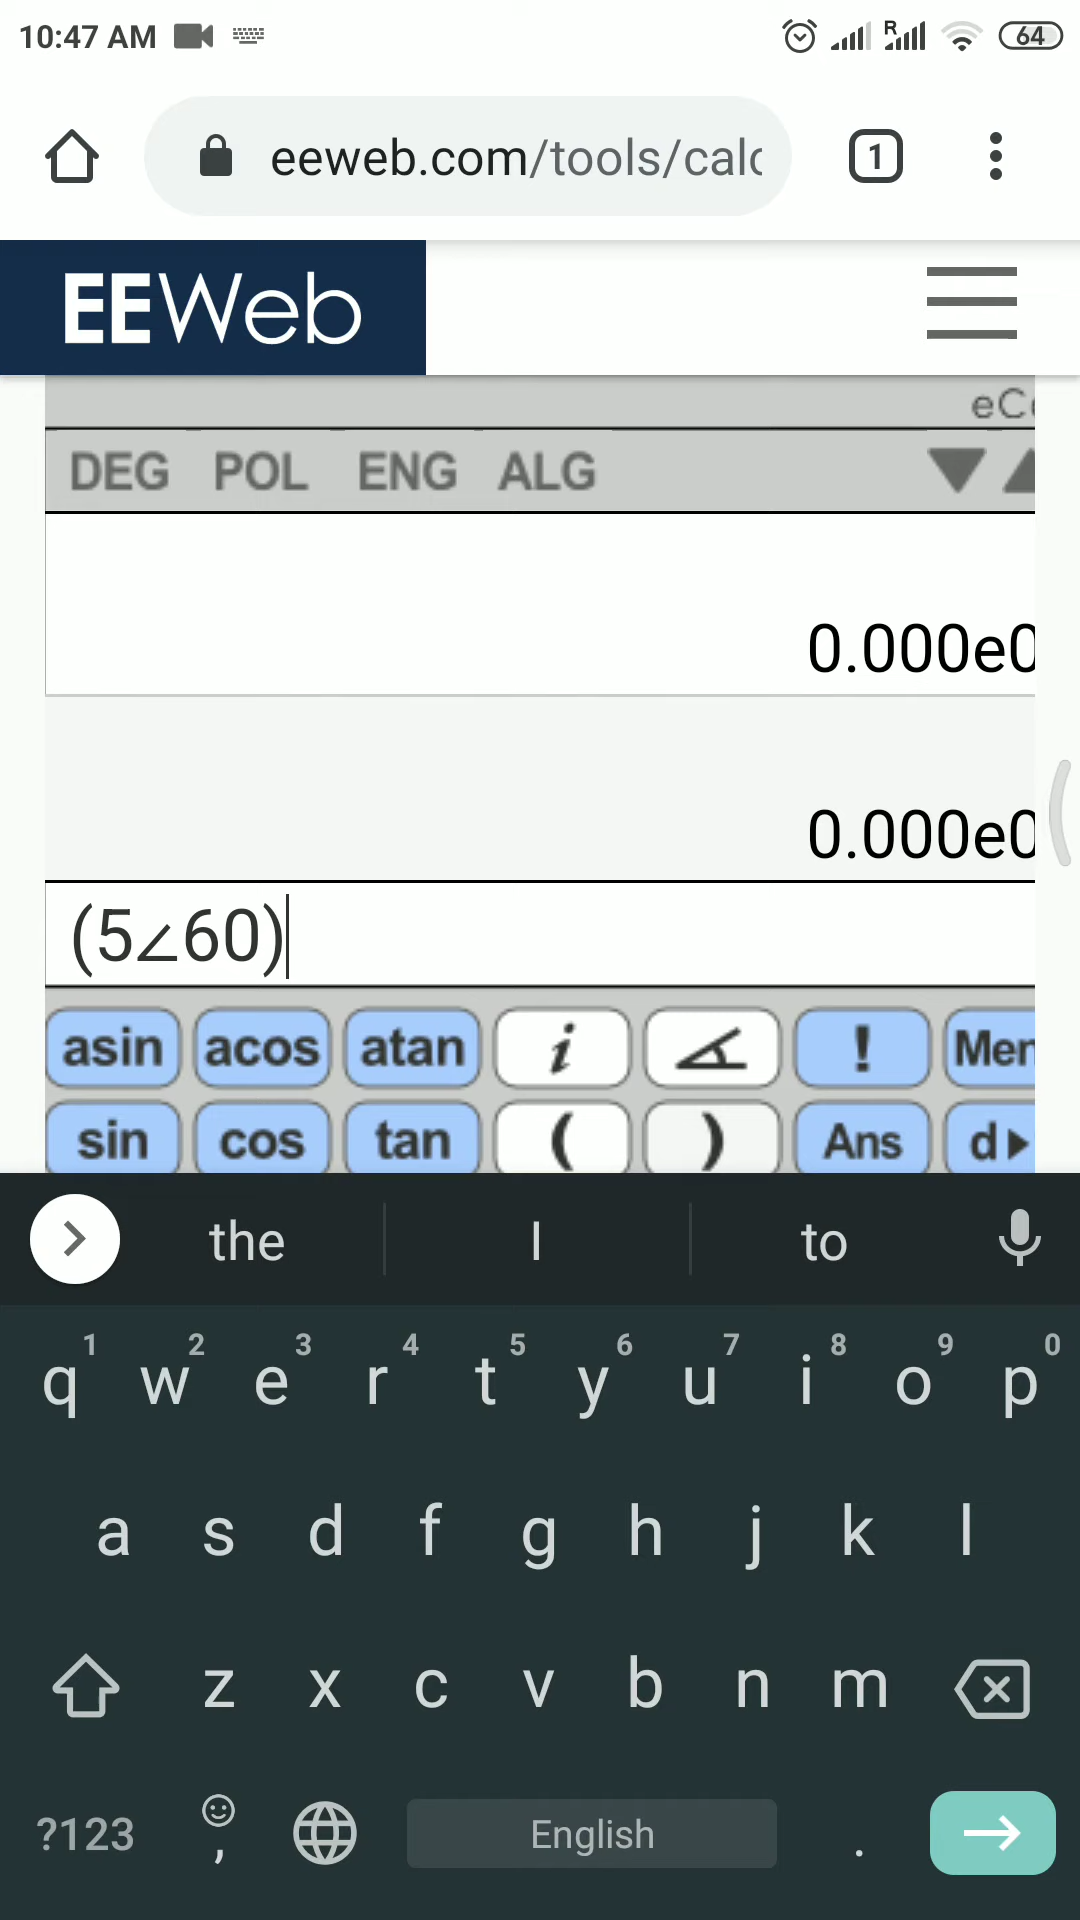 10:47 AM R 64
eeweb.com/tools/calc
1
EEWeb
eCa
DEG POL ENG ALG
0.000e0
0.000e0
(5∠60)
asin acos atan i ∠ ! Mem
sin cos tan ( ) Ans d▶
the I to
1 2 3 4 5 6 7 8 9 0
q w e r t y u i o p
a s d f g h j k l
z x c v b n m
?123 , English .